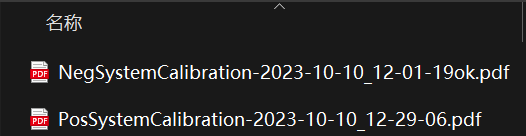 名称
PDF NegSystemCalibration-2023-10-10_12-01-19ok.pdf
PDF PosSystemCalibration-2023-10-10_12-29-06.pdf